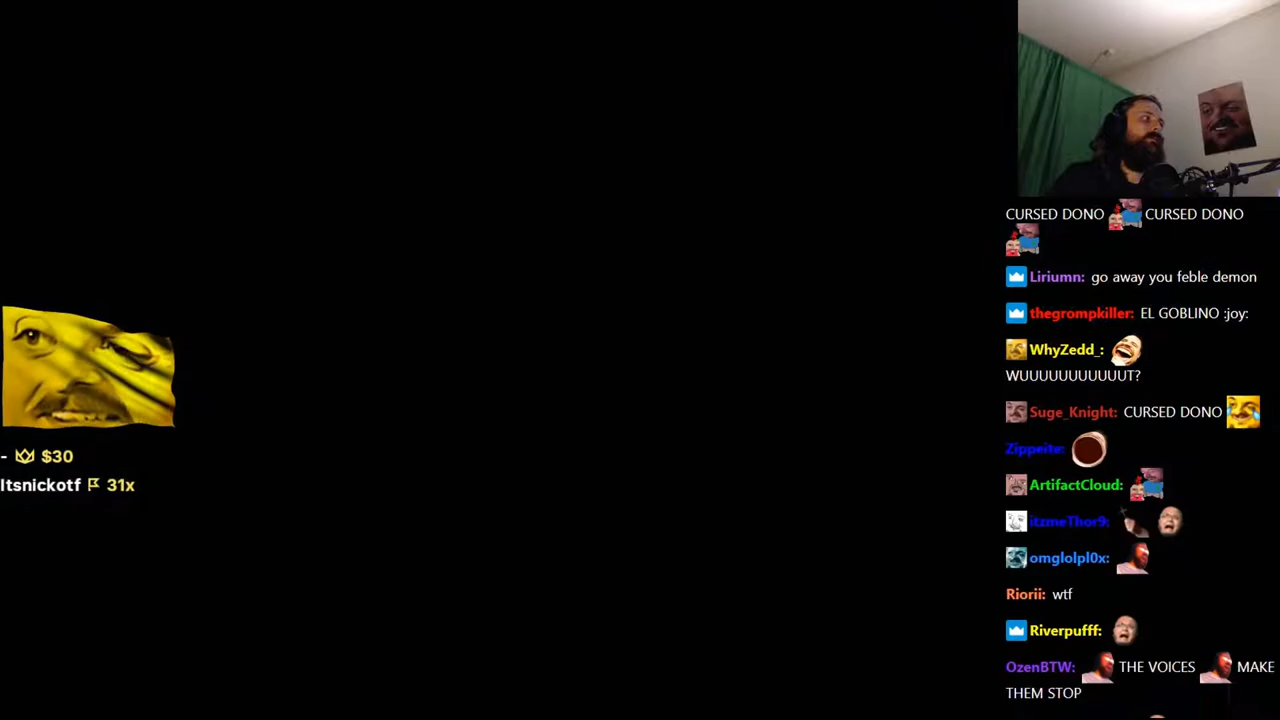 - $30
Itsnickotf 31x
CURSED DONO CURSED DONO
Liriumn: go away you feble demon
thegrompkiller: EL GOBLINO :joy:
WhyZedd_:
WUUUUUUUUUUUT?
Suge_Knight: CURSED DONO
Zippeite:
ArtifactCloud:
itzmeThor9:
omglolpl0x:
Riorii: wtf
Riverpufff:
OzenBTW: THE VOICES MAKE
THEM STOP